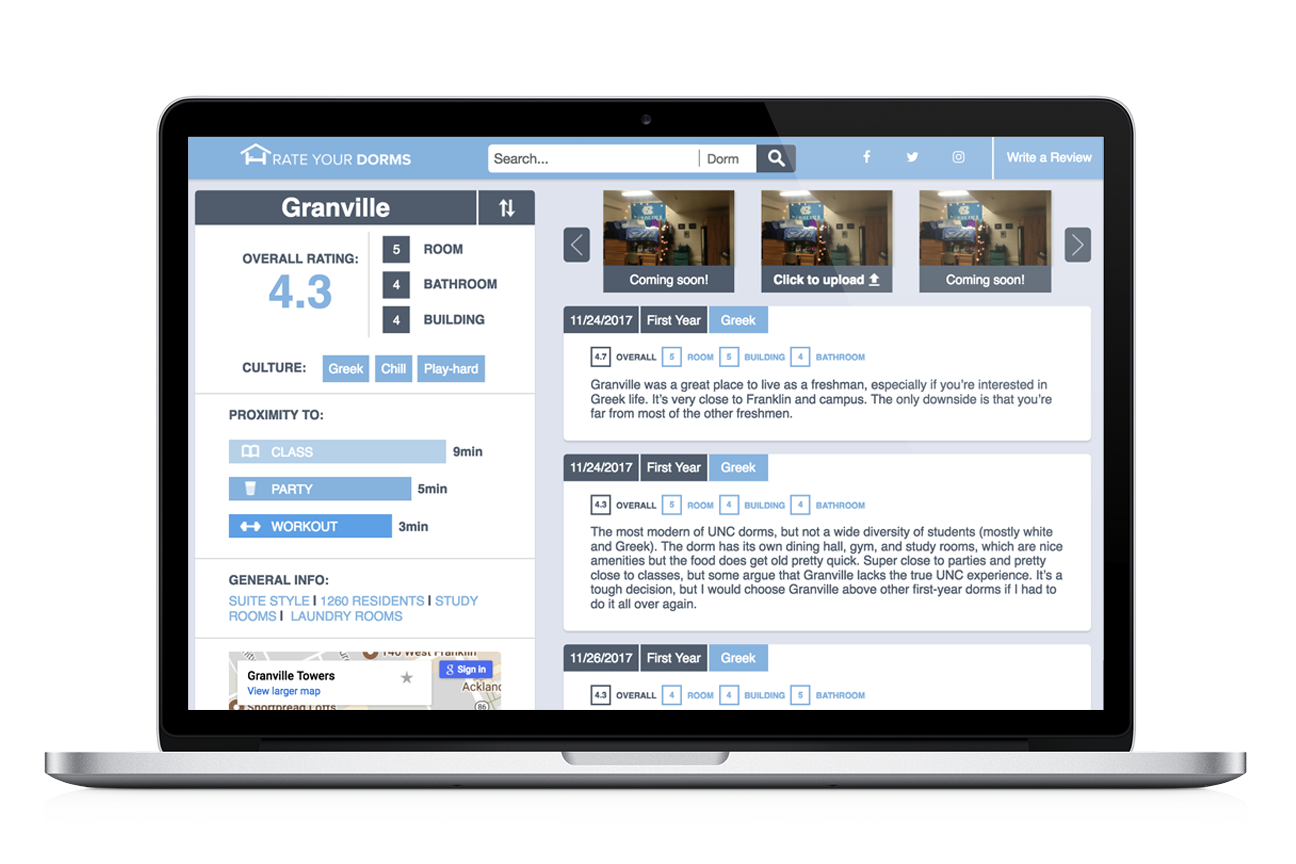 RATE YOUR DORMS
Search...
Dorm
Write a Review
Granville
OVERALL RATING:
4.3
5 ROOM
4 BATHROOM
4 BUILDING
CULTURE: Greek Chill Play-hard
PROXIMITY TO:
CLASS 9min
PARTY 5min
WORKOUT 3min
GENERAL INFO:
SUITE STYLE | 1260 RESIDENTS | STUDY
ROOMS | LAUNDRY ROOMS
140 West Franklin
Granville Towers
View larger map
Sign in
86
Shortbread Lofts
Coming soon!
Click to upload
Coming soon!
11/24/2017 First Year Greek
4.7 OVERALL 5 ROOM 5 BUILDING 4 BATHROOM
Granville was a great place to live as a freshman, especially if you're interested in
Greek life. It's very close to Franklin and campus. The only downside is that you're
far from most of the other freshmen.
11/24/2017 First Year Greek
4.3 OVERALL 5 ROOM 4 BUILDING 4 BATHROOM
The most modern of UNC dorms, but not a wide diversity of students (mostly white
and Greek). The dorm has its own dining hall, gym, and study rooms, which are nice
amenities but the food does get old pretty quick. Super close to parties and pretty
close to classes, but some argue that Granville lacks the true UNC experience. It's a
tough decision, but I would choose Granville above other first-year dorms if I had to
do it all over again.
11/26/2017 First Year Greek
4.3 OVERALL 4 ROOM 4 BUILDING 5 BATHROOM